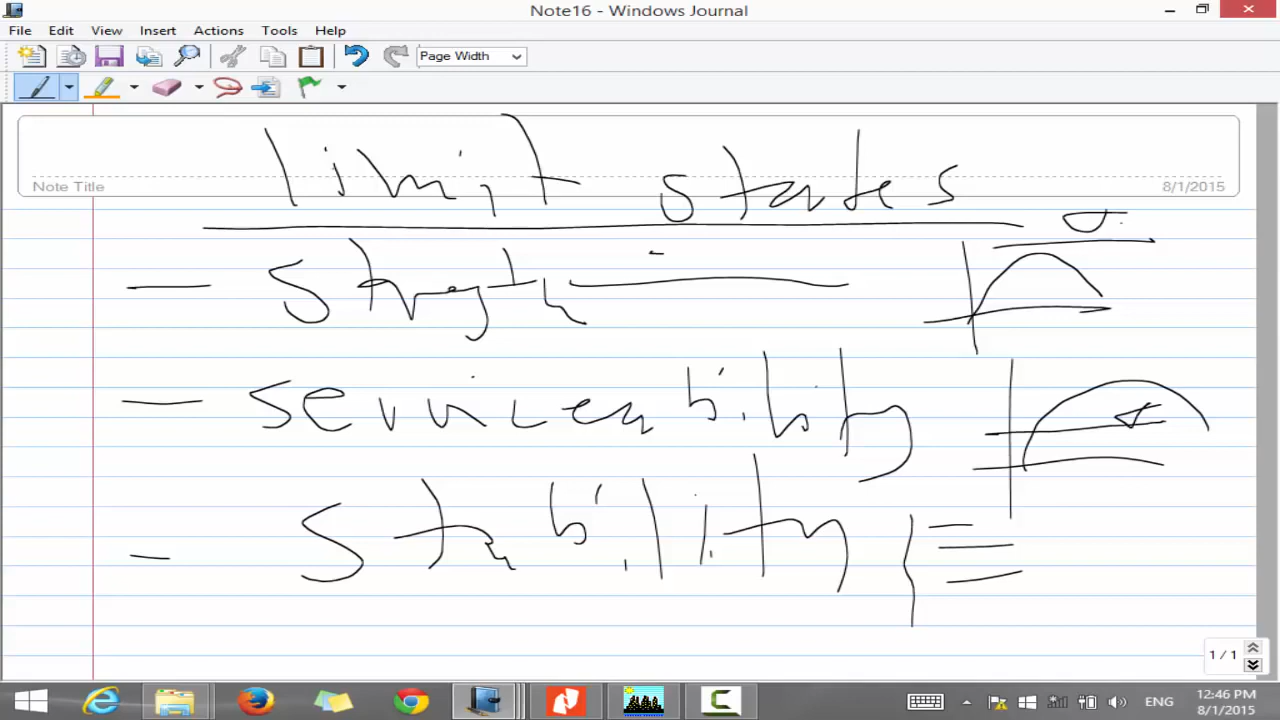 Note16 - Windows Journal
File Edit View Insert Actions Tools Help
Page Width
limit states
Note Title
8/1/2015
σ
- Strength
- Serviceability
- Stability
1 / 1
ENG
12:46 PM
8/1/2015